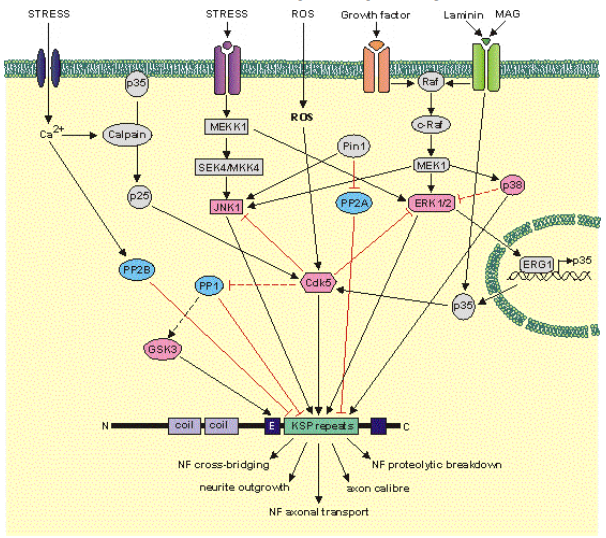 STRESS
STRESS
ROS
Growth factor
Laminin
MAG
p35
Raf
Ca2+
Calpain
MEKK1
ROS
c-Raf
Pin1
SEK4/MKK4
MEK1
p25
JNK1
PP2A
ERK1/2
p38
PP2B
PP1
Cdk5
ERG1
p35
p35
GSK3
N
coil
coil
E
KSP repeats
C
NF cross-bridging
NF proteolytic breakdown
neurite outgrowth
axon calibre
NF axonal transport